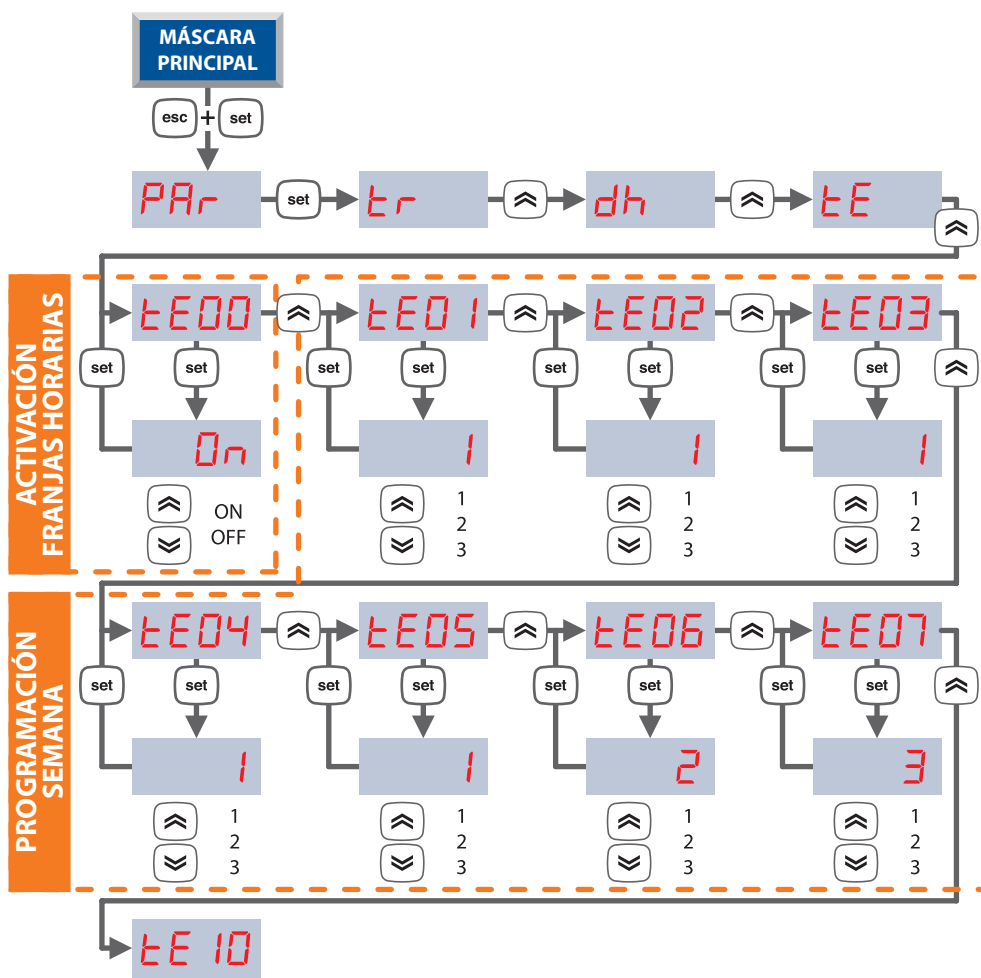 MÁSCARA
PRINCIPAL
esc + set
PAr set tr dh tE
ACTIVACIÓN
FRANJAS HORARIAS
tE00 tE01 tE02 tE03
set set set set set set set set
On 1 1 1
ON 1 1 1
OFF 2 2 2
3 3 3
PROGRAMACIÓN
SEMANA
tE04 tE05 tE06 tE07
set set set set set set set set
1 1 2 3
1 1 1 1
2 2 2 2
3 3 3 3
tE10